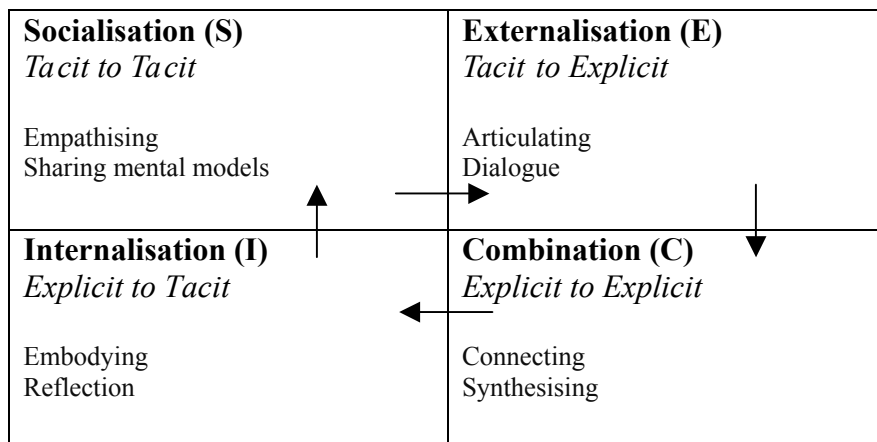 Socialisation (S)
Tacit to Tacit
Empathising
Sharing mental models
Externalisation (E)
Tacit to Explicit
Articulating
Dialogue
Internalisation (I)
Explicit to Tacit
Embodying
Reflection
Combination (C)
Explicit to Explicit
Connecting
Synthesising